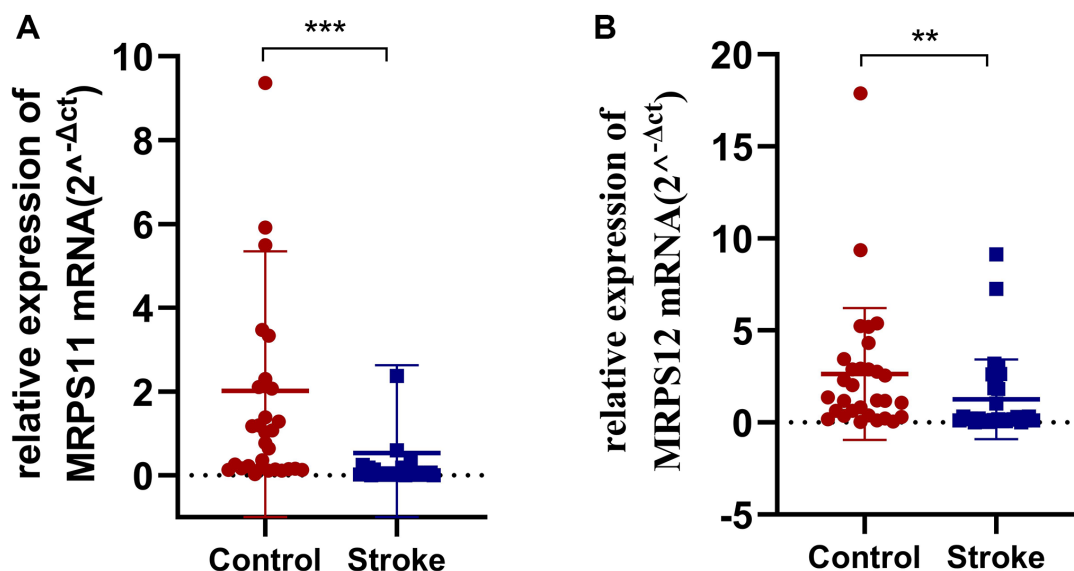 A
***
relative expression of
MRPS11 mRNA(2^-Δct)
10
8
6
4
2
0
Control Stroke
B
**
relative expression of
MRPS12 mRNA(2^-Δct)
20
15
10
5
0
-5
Control Stroke